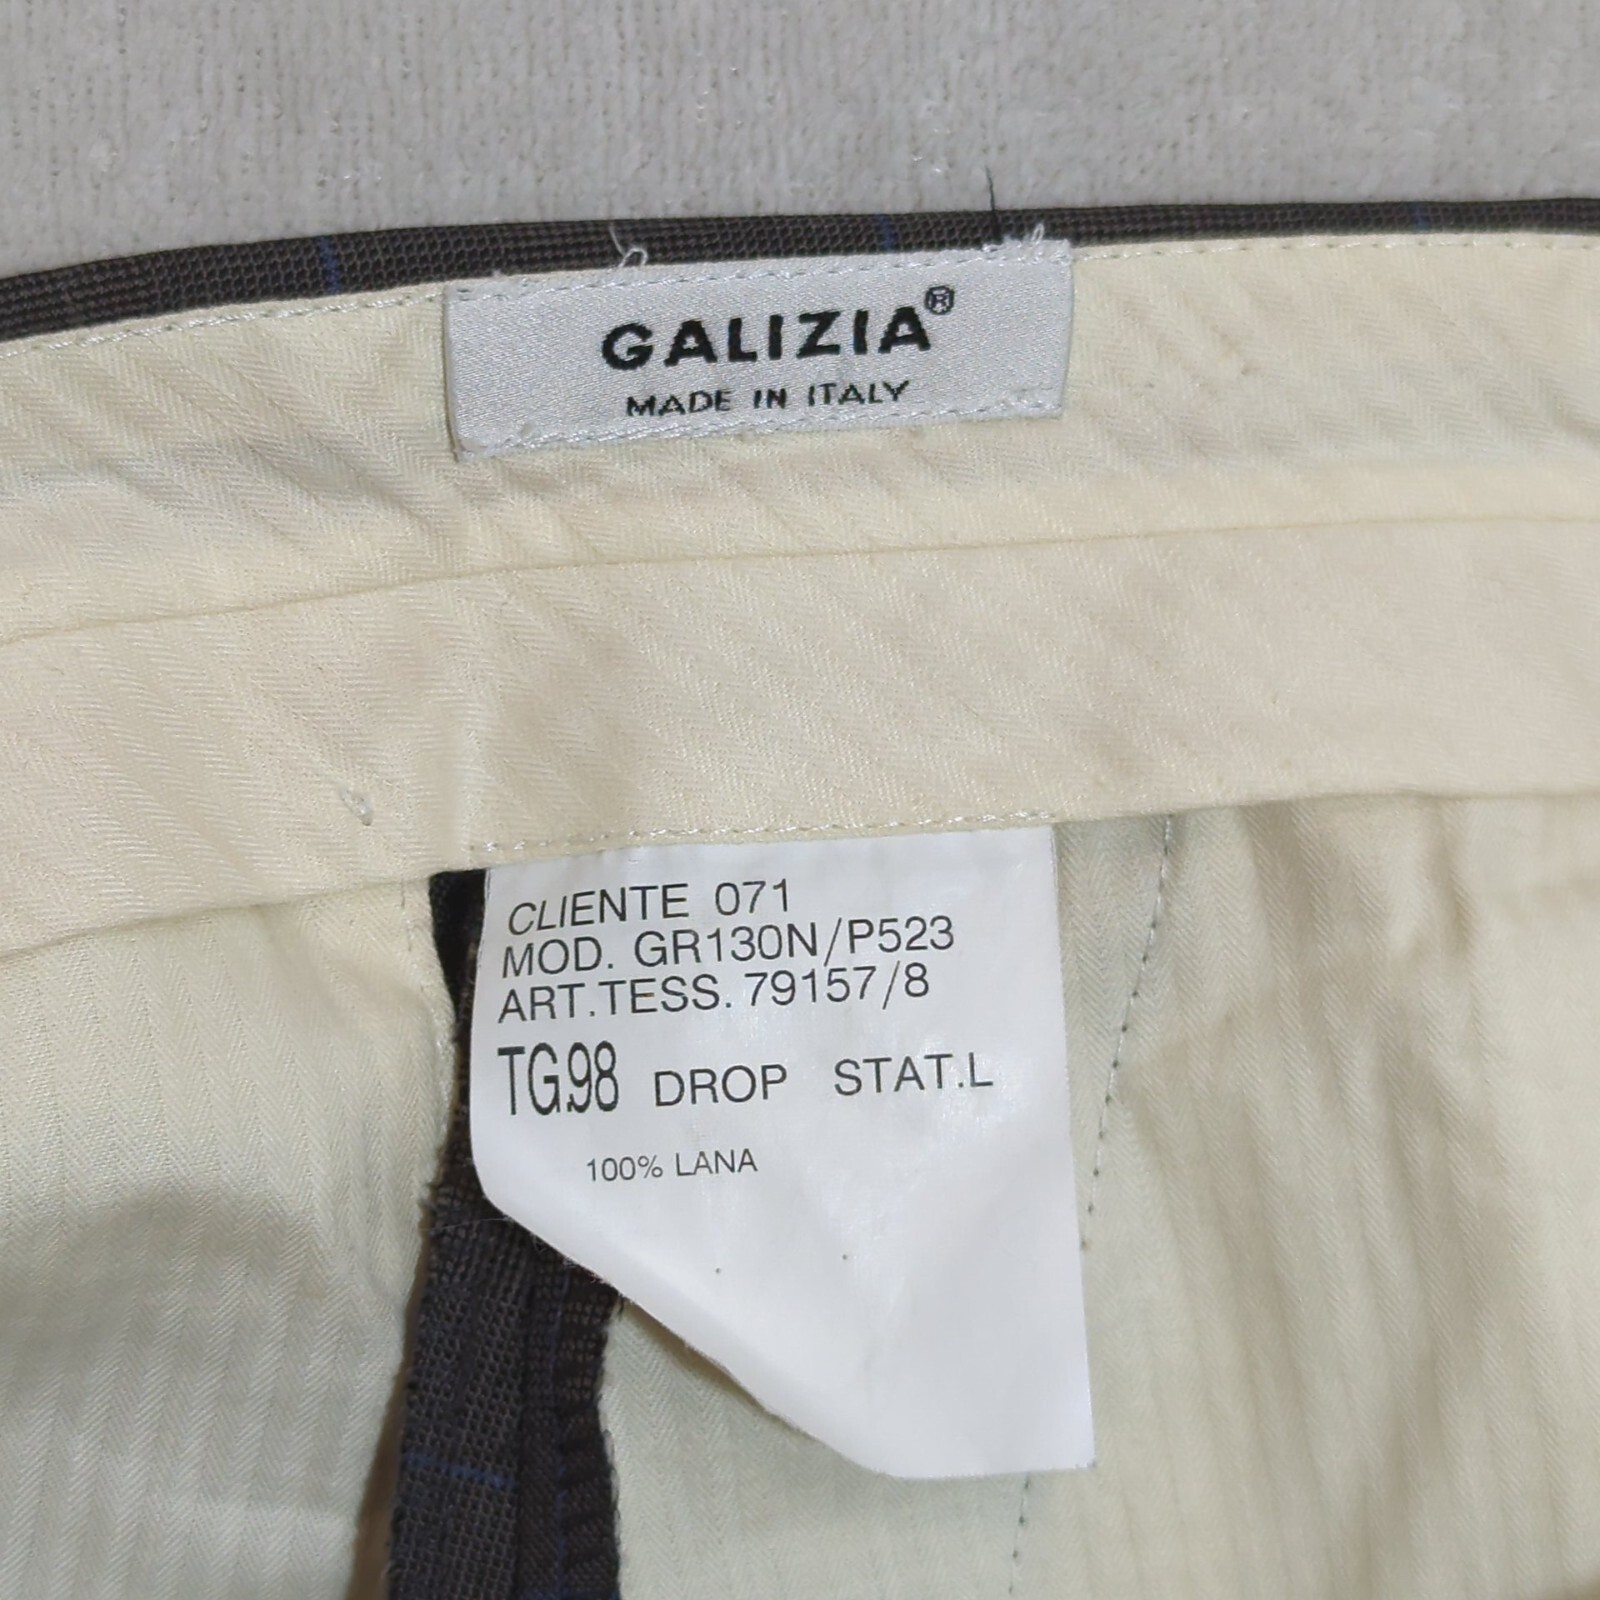 GALIZIA®
MADE IN ITALY
CLIENTE 071
MOD. GR130N/P523
ART.TESS. 79157/8
TG.98 DROP STAT.L
100% LANA